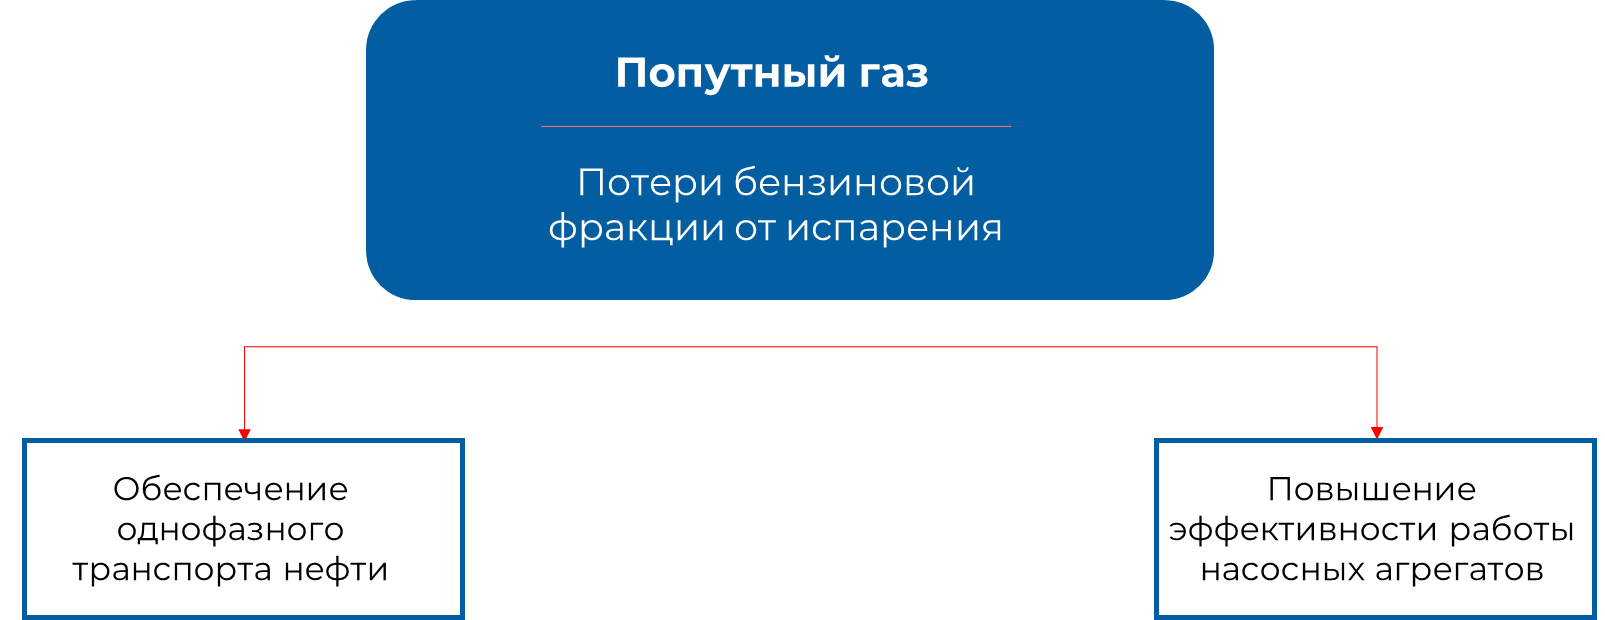 Попутный газ
Потери бензиновой
фракции от испарения
Обеспечение
однофазного
транспорта нефти
Повышение
эффективности работы
насосных агрегатов